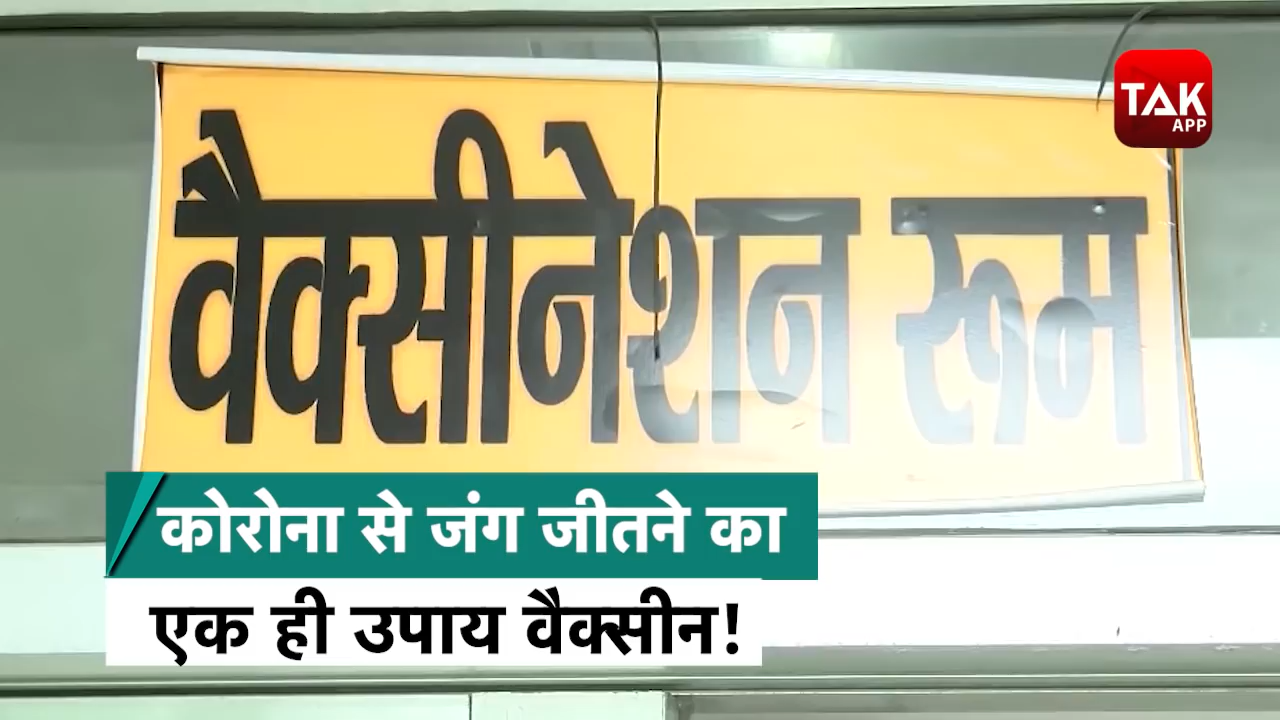 TAK
APP
वैक्सीनेशन रूम
कोरोना से जंग जीतने का
एक ही उपाय वैक्सीन!